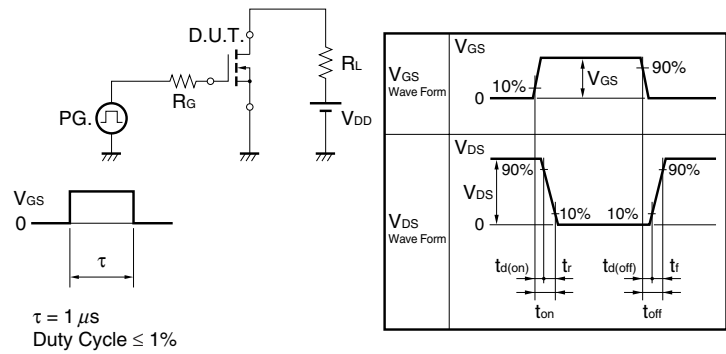 D.U.T.
RL
RG
PG.
VDD
VGS
0
τ
τ = 1 μs
Duty Cycle ≤ 1%
VGS
Wave Form
VGS
10%
VGS
90%
0
VDS
Wave Form
VDS
90%
VDS
90%
10%
10%
0
td(on)
tr
td(off)
tf
ton
toff